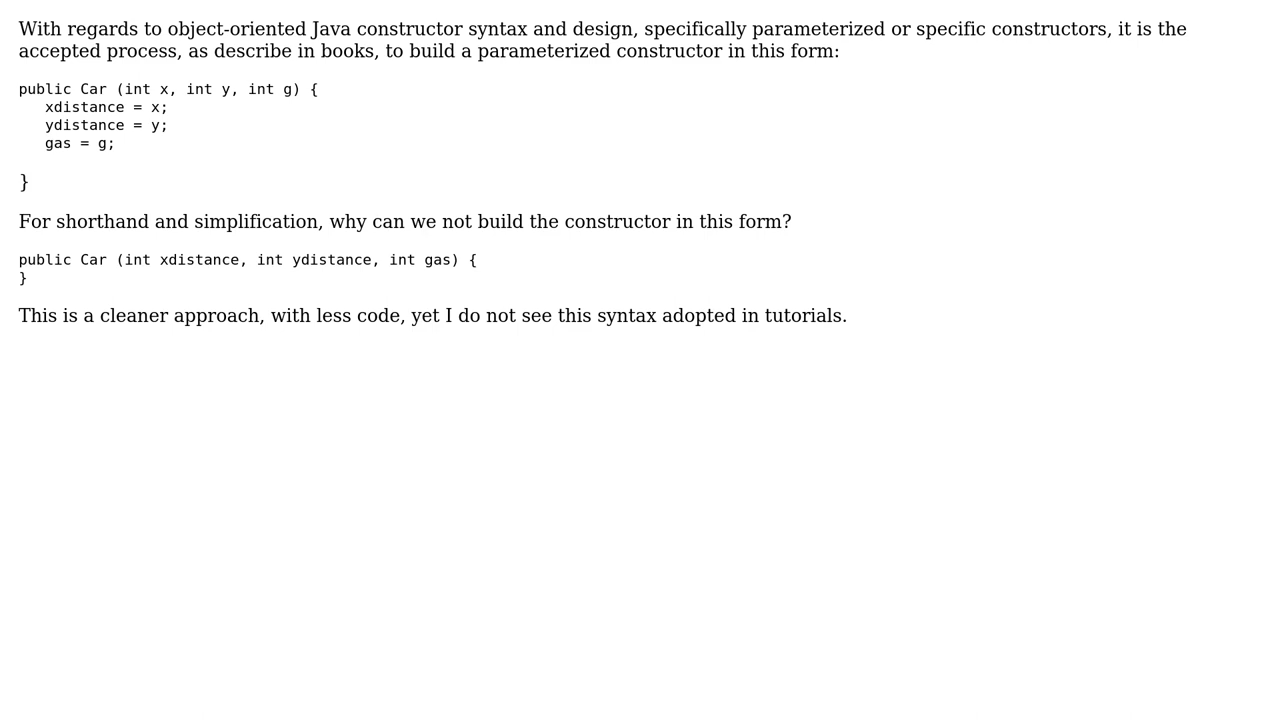 With regards to object-oriented Java constructor syntax and design, specifically parameterized or specific constructors, it is the
accepted process, as describe in books, to build a parameterized constructor in this form:
public Car (int x, int y, int g) {
   xdistance = x;
   ydistance = y;
   gas = g;
}
For shorthand and simplification, why can we not build the constructor in this form?
public Car (int xdistance, int ydistance, int gas) {
}
This is a cleaner approach, with less code, yet I do not see this syntax adopted in tutorials.